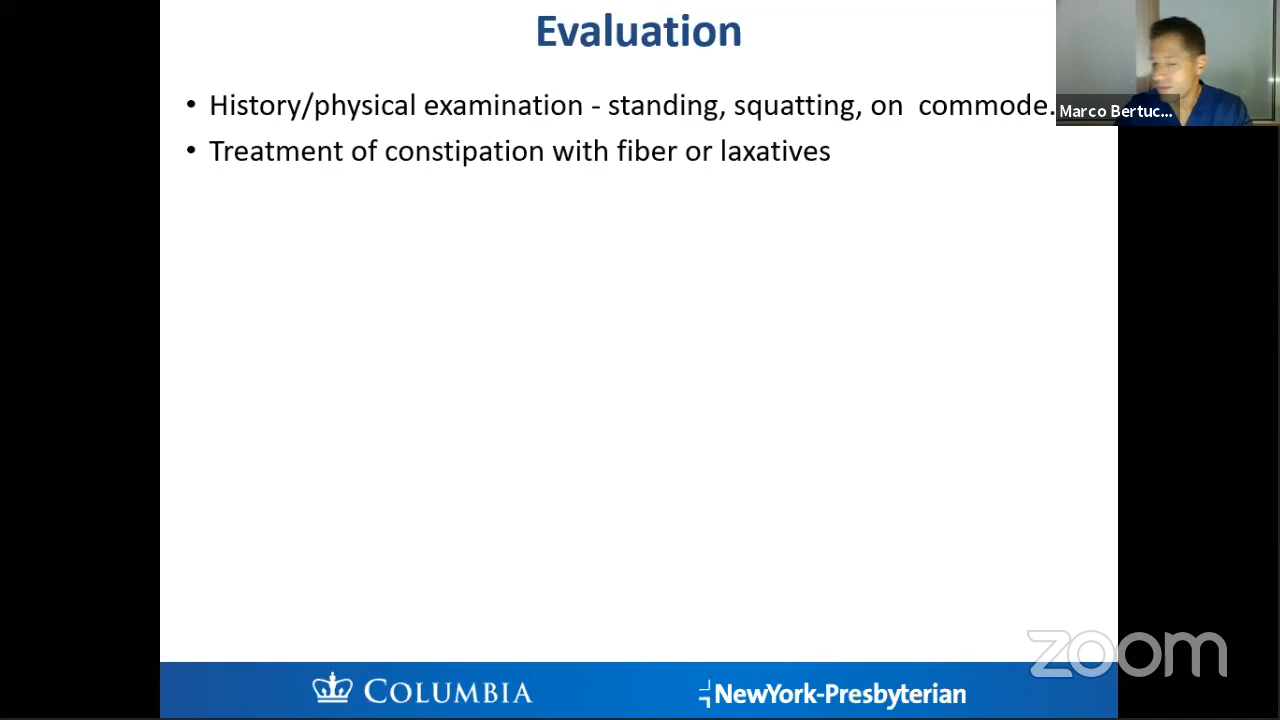 Evaluation
• History/physical examination - standing, squatting, on  commode.
• Treatment of constipation with fiber or laxatives
Marco Bertuc...
zoom
COLUMBIA
NewYork-Presbyterian